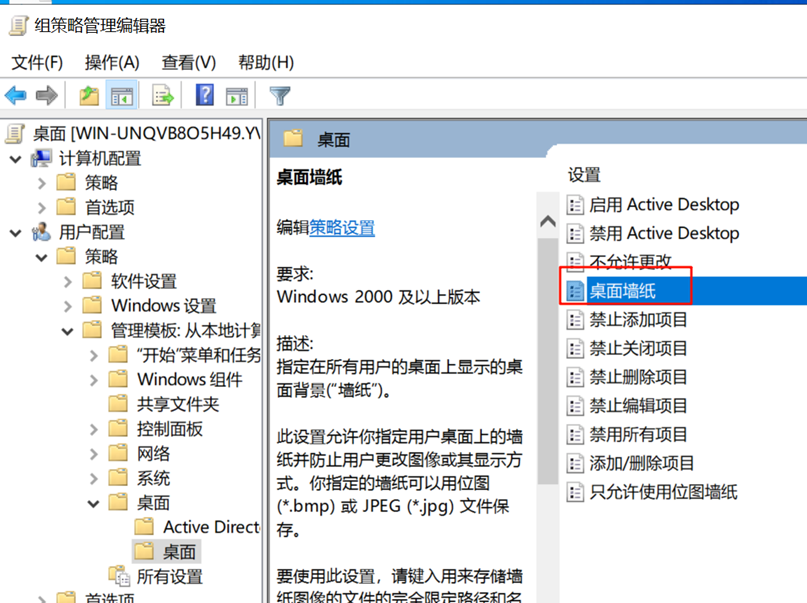 组策略管理编辑器
文件(F) 操作(A) 查看(V) 帮助(H)
桌面 [WIN-UNQVB8O5H49.Y
计算机配置
策略
首选项
用户配置
策略
软件设置
Windows 设置
管理模板: 从本地计算
“开始”菜单和任务
Windows 组件
共享文件夹
控制面板
网络
系统
桌面
Active Direct
桌面
所有设置
首选项
桌面
桌面墙纸
编辑策略设置
要求:
Windows 2000 及以上版本
描述:
指定在所有用户的桌面上显示的桌
面背景(“墙纸”)。
此设置允许你指定用户桌面上的墙
纸并防止用户更改图像或其显示方
式。你指定的墙纸可以用位图
(*.bmp) 或 JPEG (*.jpg) 文件保
存。
要使用此设置，请键入用来存储墙
纸图像的文件的完全限定路径和名
设置
启用 Active Desktop
禁用 Active Desktop
不允许更改
桌面墙纸
禁止添加项目
禁止关闭项目
禁止删除项目
禁止编辑项目
禁用所有项目
添加/删除项目
只允许使用位图墙纸